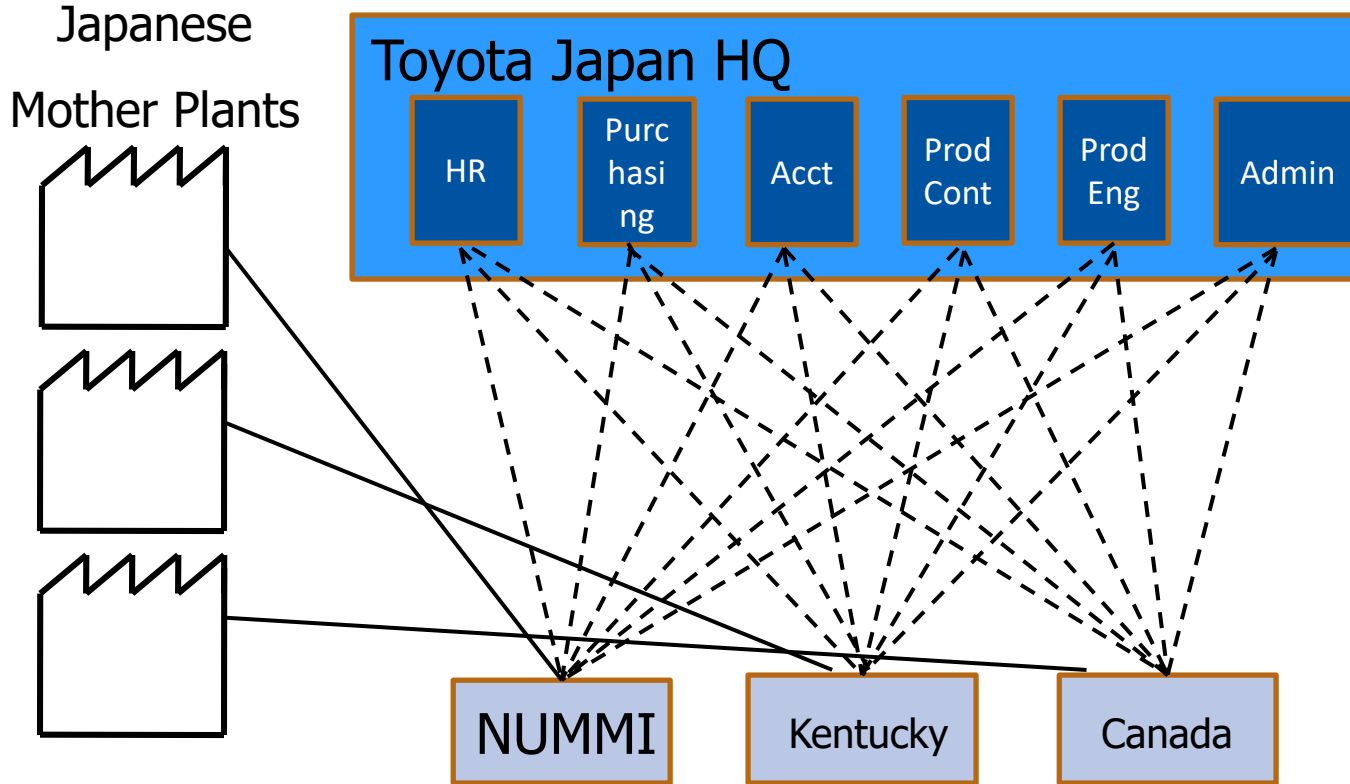 Japanese
Mother Plants
Toyota Japan HQ
HR
Purc
hasi
ng
Acct
Prod
Cont
Prod
Eng
Admin
NUMMI
Kentucky
Canada